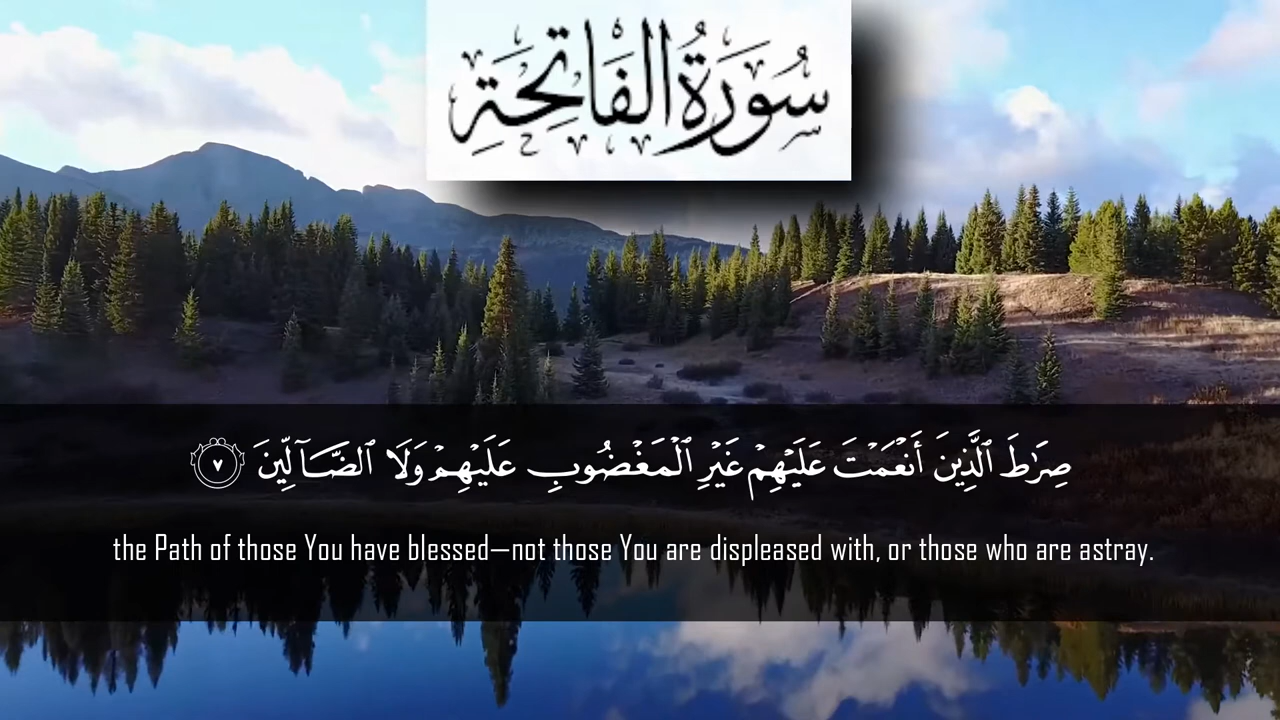 سُورَةُ الفَاتِحَةِ
صِرَٰطَ ٱلَّذِينَ أَنْعَمْتَ عَلَيْهِمْ غَيْرِ ٱلْمَغْضُوبِ عَلَيْهِمْ وَلَا ٱلضَّآلِّينَ ٧
the Path of those You have blessed—not those You are displeased with, or those who are astray.